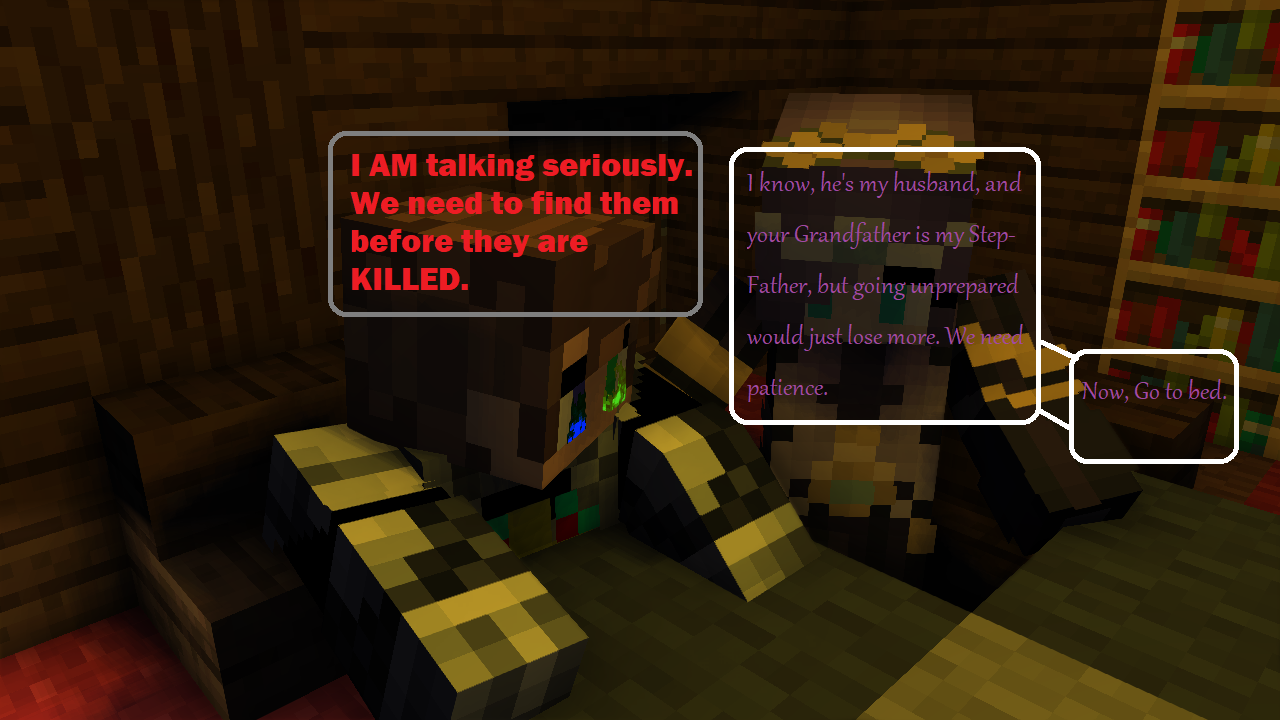 I AM talking seriously.
We need to find them
before they are
KILLED.
I know, he's my husband, and
your Grandfather is my Step-
Father, but going unprepared
would just lose more. We need
patience.
Now, Go to bed.